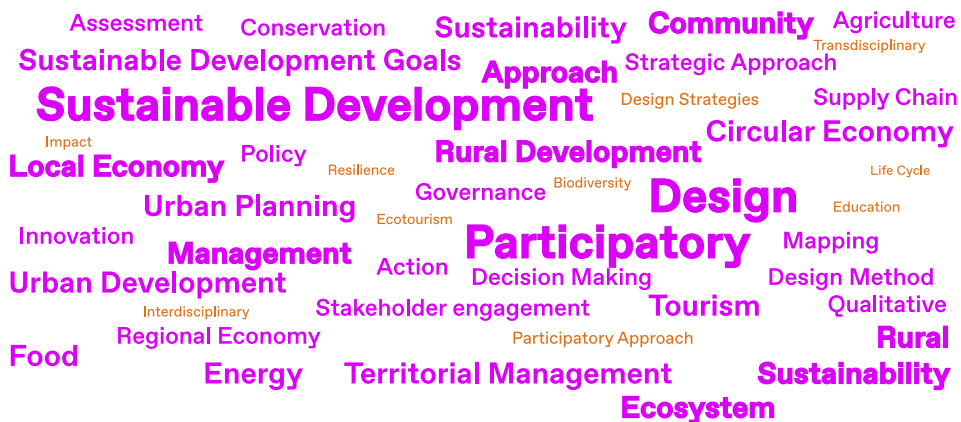 Assessment
Conservation
Sustainability
Community
Agriculture
Transdisciplinary
Sustainable Development Goals
Approach
Strategic Approach
Sustainable Development
Design Strategies
Supply Chain
Circular Economy
Impact
Local Economy
Policy
Resilience
Rural Development
Life Cycle
Governance
Biodiversity
Design
Urban Planning
Ecotourism
Education
Innovation
Management
Participatory
Mapping
Action
Urban Development
Decision Making
Design Method
Interdisciplinary
Stakeholder engagement
Tourism
Qualitative
Regional Economy
Participatory Approach
Rural
Food
Energy
Territorial Management
Sustainability
Ecosystem